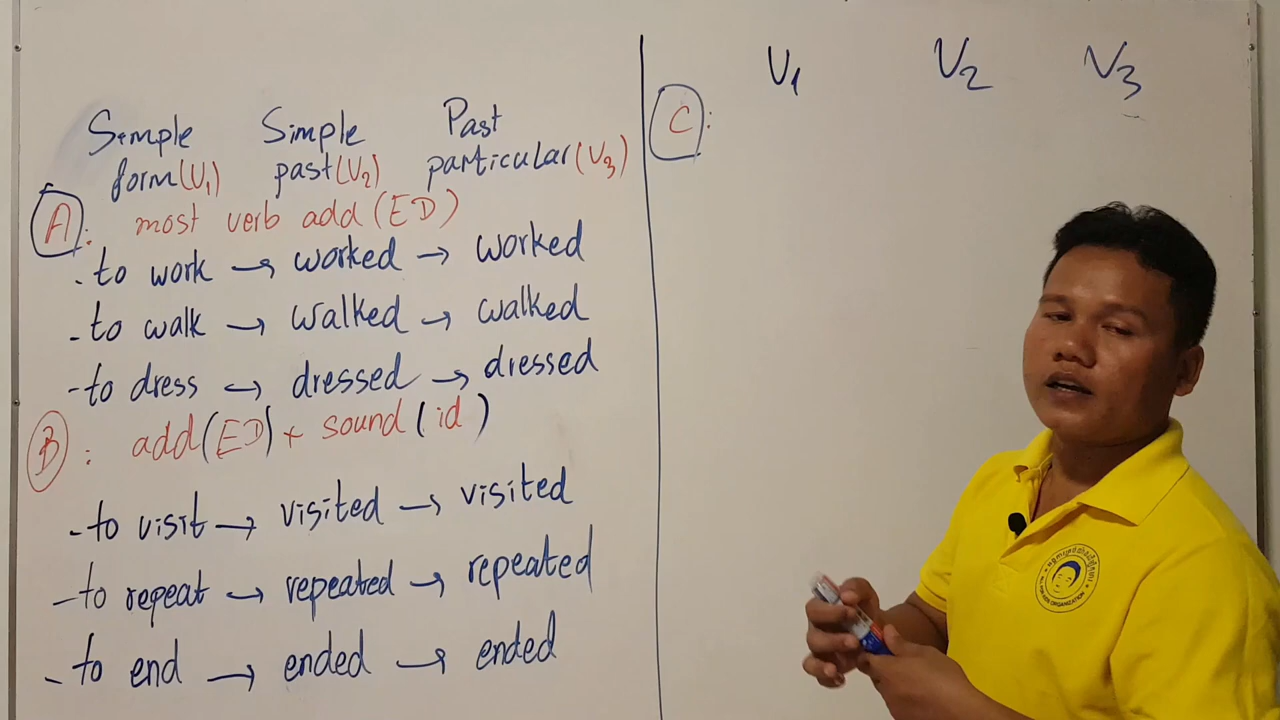 Simple Simple Past
form(V1) past(V2) particular(V3)
A: most verb add (ED)
- to work → worked → worked
- to walk → walked → walked
- to dress → dressed → dressed
B: add(ED) + sound (id)
- to visit → visited → visited
- to repeat → repeated → repeated
- to end → ended → ended
V1 V2 V3
C:
ORGANIZATION